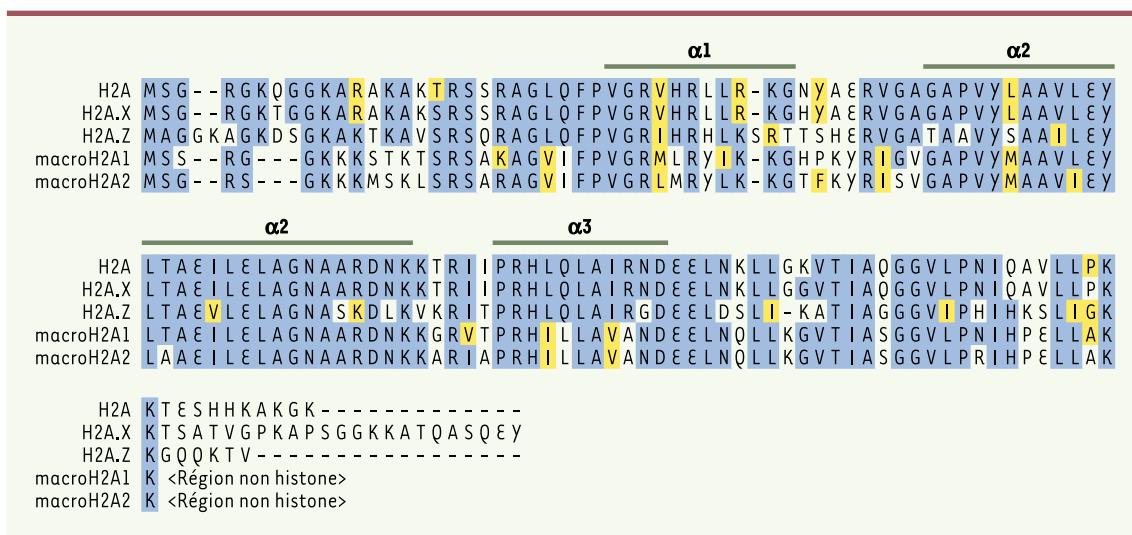 α1 α2
H2A MSG--RGKQGGKARAKAKTRSSRAGLQFPVGRVHRLLR-KGNYAERVGAGAPVYLAAVLEY
H2A.X MSG--RGKTGGKARAKAKSRSSRAGLQFPVGRVHRLLR-KGHYAERVGAGAPVYLAAVLEY
H2A.Z MAGGKAGKDSGKAKTKAVSRSQRAGLQFPVGRIHRHLKSRTTSHERVGATAAVYSAAILEY
macroH2A1 MSS--RG---GKKKSTKTSRSAKAGVIFPVGRMLRYIK-KGHPKYRIGVGAPVYMAAVLEY
macroH2A2 MSG--RS---GKKKMSKLSRSARAGVIFPVGRLMRYLK-KGTFKYRISVGAPVYMAAVIEY
α2 α3
H2A LTAEILELAGNAARDNKKTRIIPRHLQLAIRNDEELNKLLGKVTIAQGGVLPNIQAVLLPK
H2A.X LTAEILELAGNAARDNKKTRIIPRHLQLAIRNDEELNKLLGGVTIAQGGVLPNIQAVLLPK
H2A.Z LTAEVLELAGNASKDLKVKRITPRHLQLAIRGDEELDSLI-KATIAGGGVIPHIHKSLIGK
macroH2A1 LTAEILELAGNAARDNKKGRVTPRHILLAVANDEELNQLLKGVTIASGGVLPNIHPELLAK
macroH2A2 LAAEILELAGNAARDNKKARIAPRHILLAVANDEELNQLLKGVTIASGGVLPRIHPELLAK
H2A KTESHHKAKGK-------------
H2A.X KTSATVGPKAPSGGKKATQASQEY
H2A.Z KGQQKTV-----------------
macroH2A1 K <Région non histone>
macroH2A2 K <Région non histone>